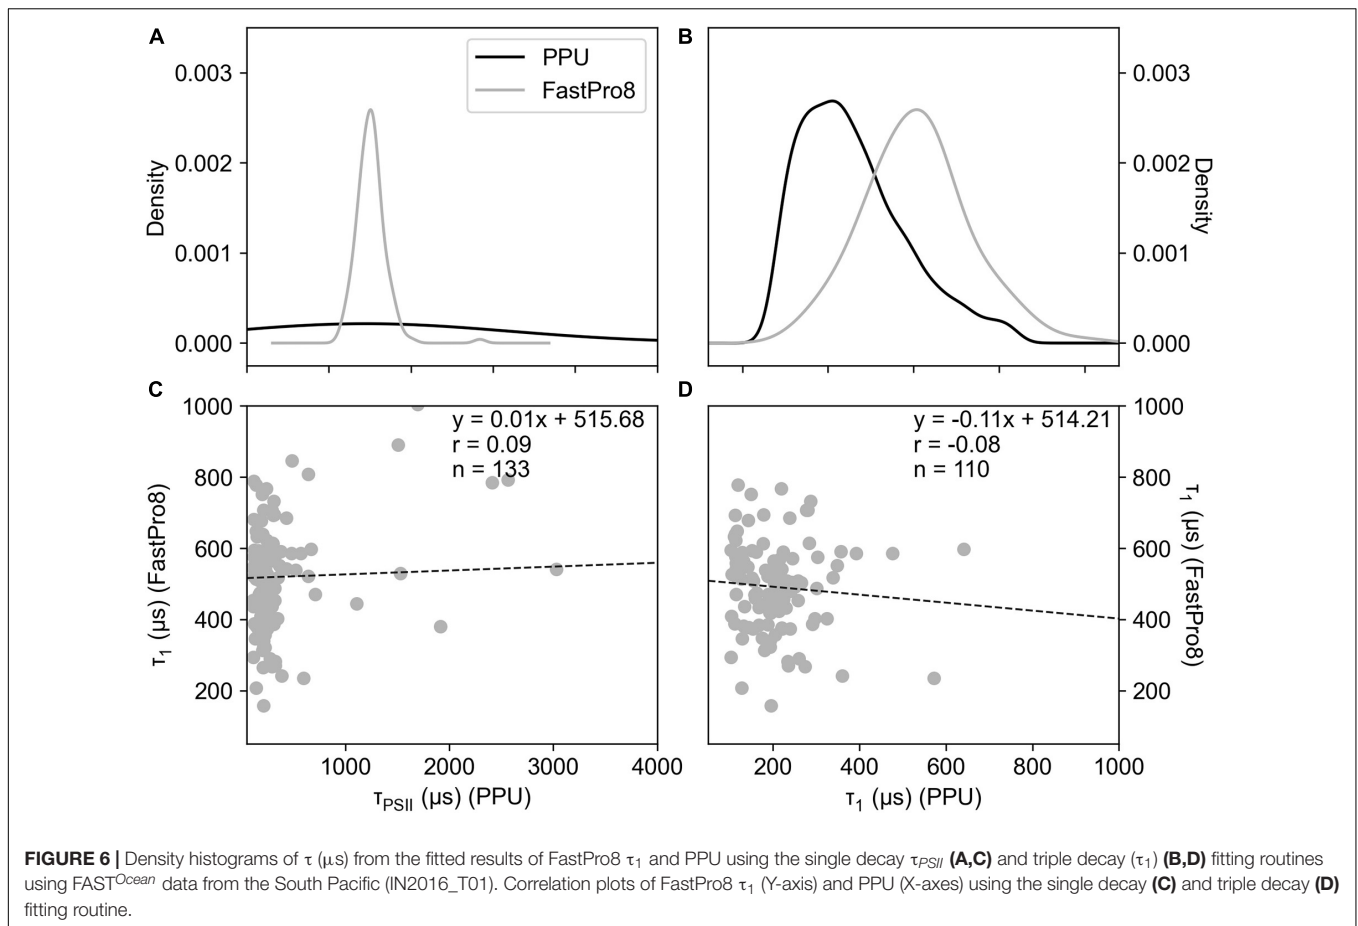 A
B
PPU
FastPro8
0.003
0.002
0.001
0.000
Density
0.003
0.002
0.001
0.000
Density
C
D
1000
800
600
400
200
τ1 (μs) (FastPro8)
y = 0.01x + 515.68
r = 0.09
n = 133
1000
2000
3000
4000
τPSII (μs) (PPU)
y = -0.11x + 514.21
r = -0.08
n = 110
1000
800
600
400
200
τ1 (μs) (FastPro8)
200
400
600
800
1000
τ1 (μs) (PPU)
FIGURE 6 | Density histograms of τ (μs) from the fitted results of FastPro8 τ1 and PPU using the single decay τPSII (A,C) and triple decay (τ1) (B,D) fitting routines
using FASTOcean data from the South Pacific (IN2016_T01). Correlation plots of FastPro8 τ1 (Y-axis) and PPU (X-axes) using the single decay (C) and triple decay (D)
fitting routine.